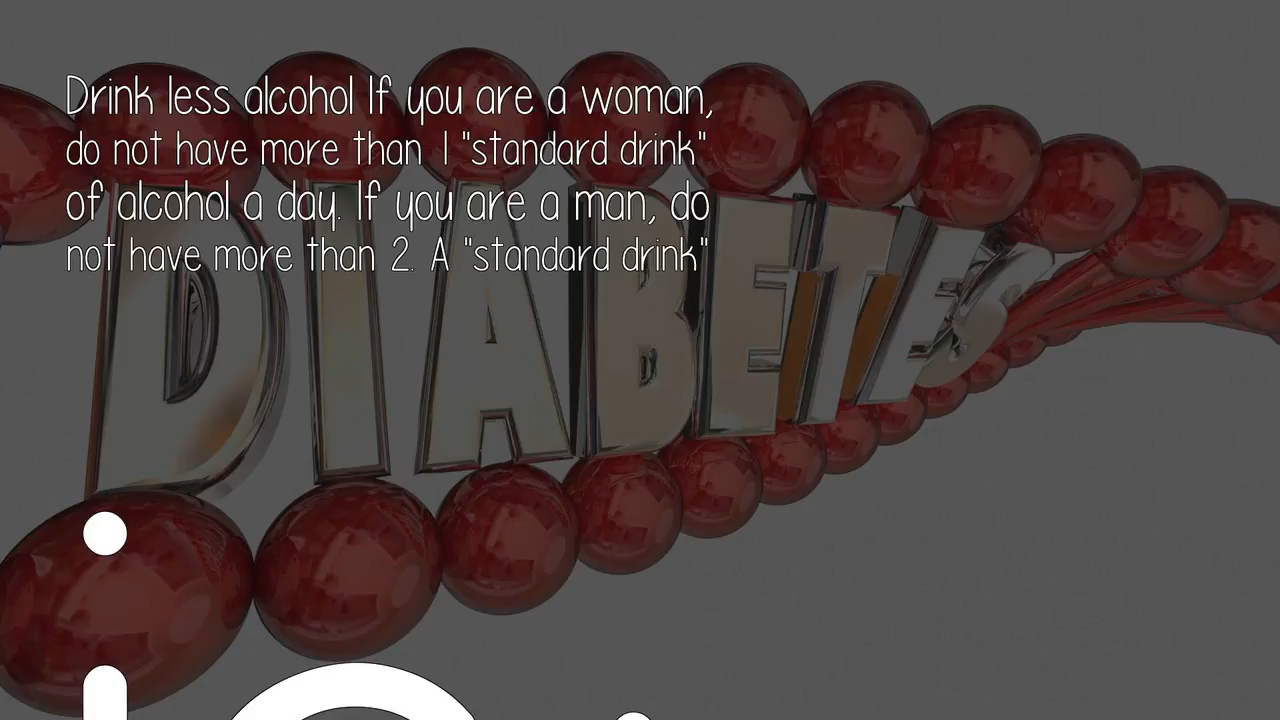 Drink less alcohol If you are a woman,
do not have more than 1 "standard drink"
of alcohol a day. If you are a man, do
not have more than 2. A "standard drink"
DIABETES